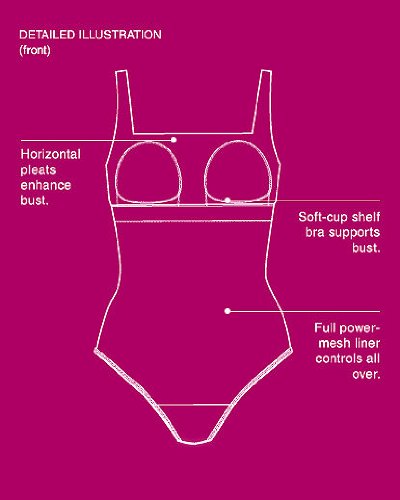 DETAILED ILLUSTRATION
(front)
Horizontal
pleats
enhance
bust.
Soft-cup shelf
bra supports
bust.
Full power-
mesh liner
controls all
over.